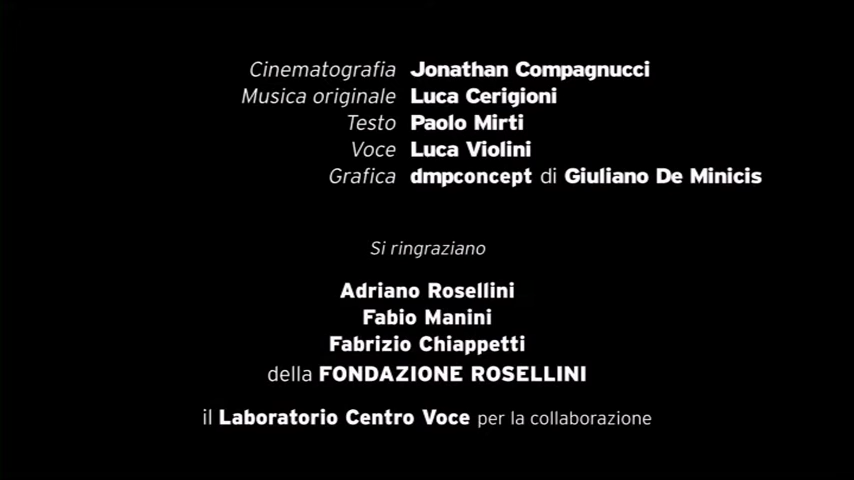 Cinematografia Jonathan Compagnucci
Musica originale Luca Cerigioni
Testo Paolo Mirti
Voce Luca Violini
Grafica dmpconcept di Giuliano De Minicis
Si ringraziano
Adriano Rosellini
Fabio Manini
Fabrizio Chiappetti
della FONDAZIONE ROSELLINI
il Laboratorio Centro Voce per la collaborazione